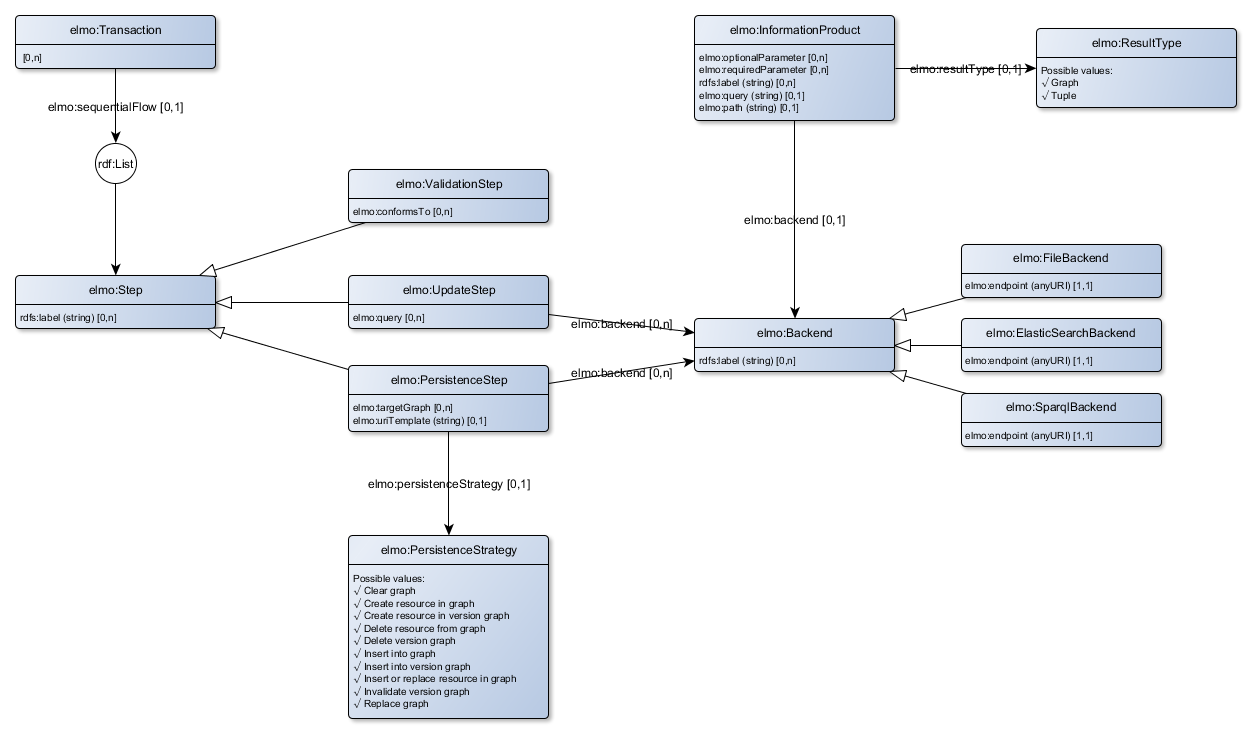 elmo:Transaction
[0,n]
elmo:sequentialFlow [0,1]
rdf:List
elmo:Step
rdfs:label (string) [0,n]
elmo:ValidationStep
elmo:conformsTo [0,n]
elmo:UpdateStep
elmo:query [0,n]
elmo:backend [0,n]
elmo:PersistenceStep
elmo:targetGraph [0,n]
elmo:uriTemplate (string) [0,1]
elmo:backend [0,n]
elmo:persistenceStrategy [0,1]
elmo:PersistenceStrategy
Possible values:
√ Clear graph
√ Create resource in graph
√ Create resource in version graph
√ Delete resource from graph
√ Delete version graph
√ Insert into graph
√ Insert into version graph
√ Insert or replace resource in graph
√ Invalidate version graph
√ Replace graph
elmo:InformationProduct
elmo:optionalParameter [0,n]
elmo:requiredParameter [0,n]
rdfs:label (string) [0,n]
elmo:query (string) [0,1]
elmo:path (string) [0,1]
elmo:resultType [0,1]
elmo:ResultType
Possible values:
√ Graph
√ Tuple
elmo:backend [0,1]
elmo:Backend
rdfs:label (string) [0,n]
elmo:FileBackend
elmo:endpoint (anyURI) [1,1]
elmo:ElasticSearchBackend
elmo:endpoint (anyURI) [1,1]
elmo:SparqlBackend
elmo:endpoint (anyURI) [1,1]